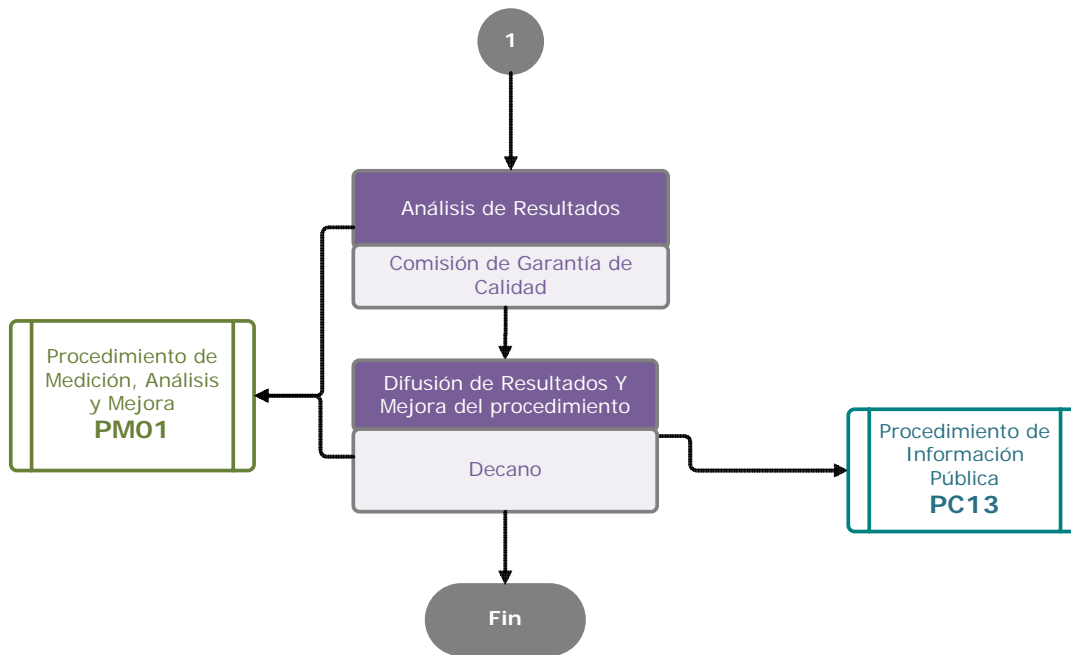 1
Análisis de Resultados
Comisión de Garantía de
Calidad
Procedimiento de
Medición, Análisis
y Mejora
PM01
Difusión de Resultados Y
Mejora del procedimiento
Decano
Procedimiento de
Información
Pública
PC13
Fin